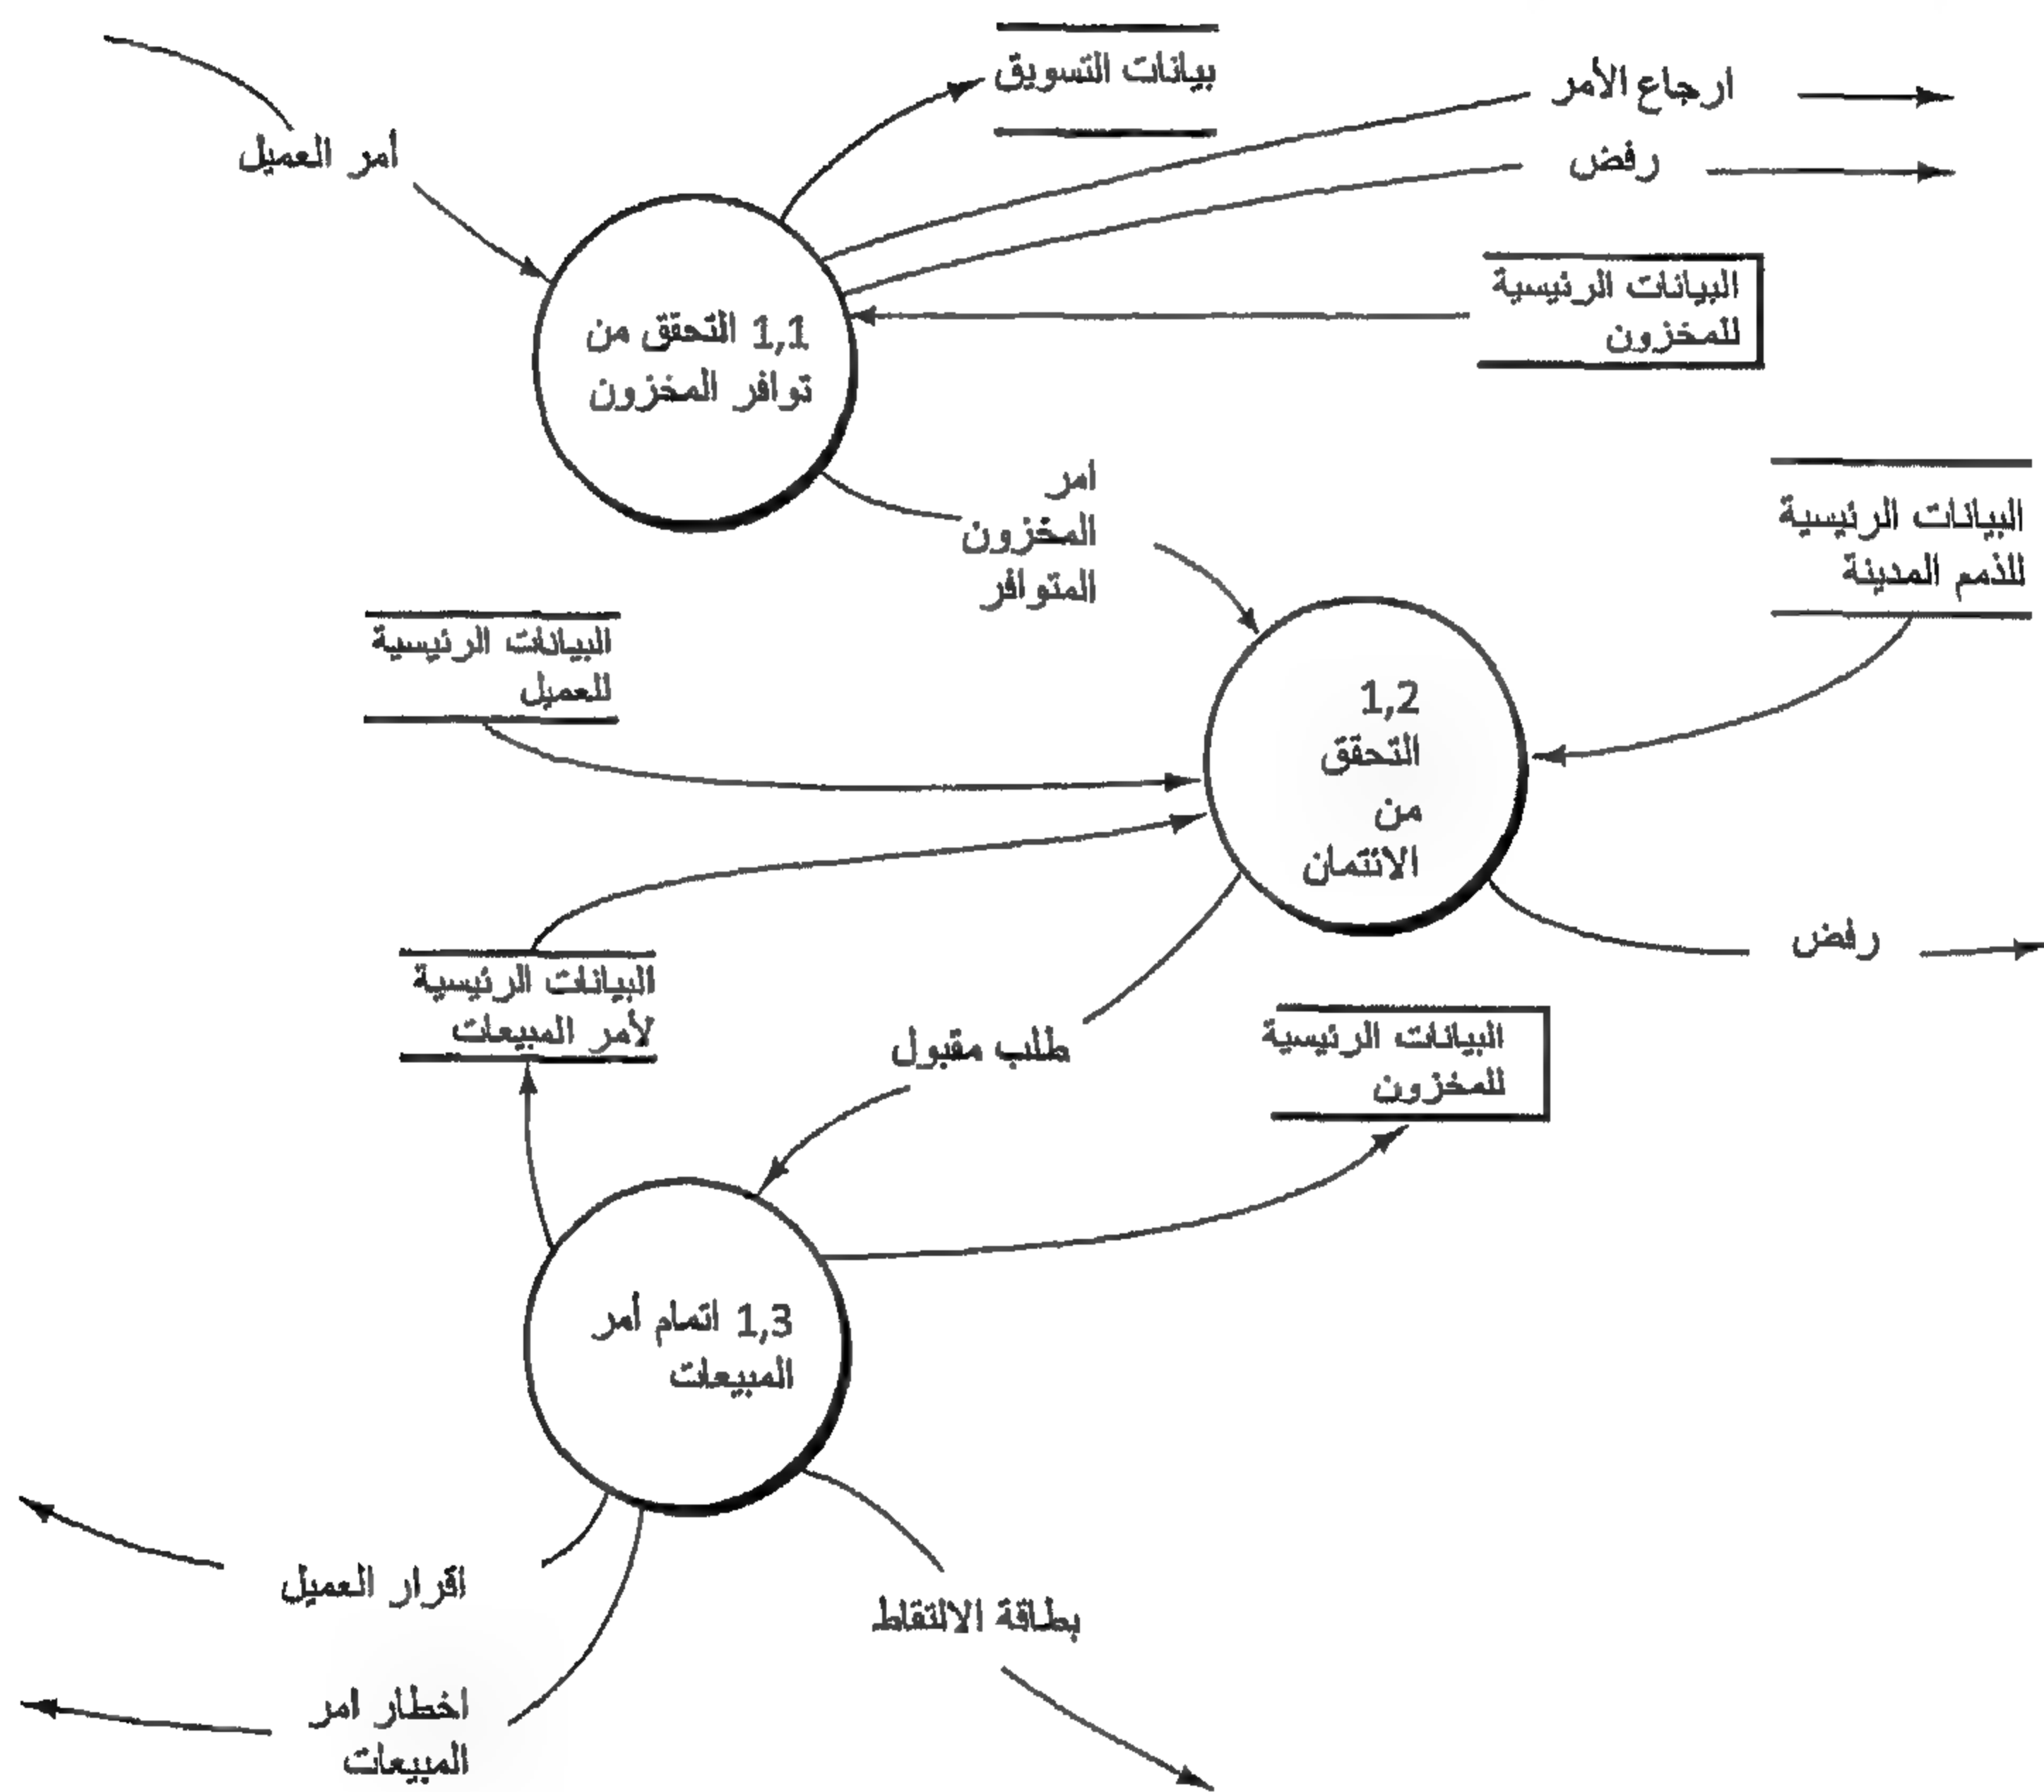 بيانات التسويق
ارجاع الأمر
رفض
أمر العميل
البيانات الرئيسية
للمخزون
1,1 التحقق من
توافر المخزون
امر
المخزون
المتوافر
البيانات الرئيسية
للذمم المدينة
البيانات الرئيسية
للعميل
1,2
التحقق
من
الائتمان
رفض
البيانات الرئيسية
لأمر المبيعات
طلب مقبول
البيانات الرئيسية
للمخزون
1,3 اتمام أمر
المبيعات
اقرار العميل
بطاقة الالتقاط
اخطار امر
المبيعات